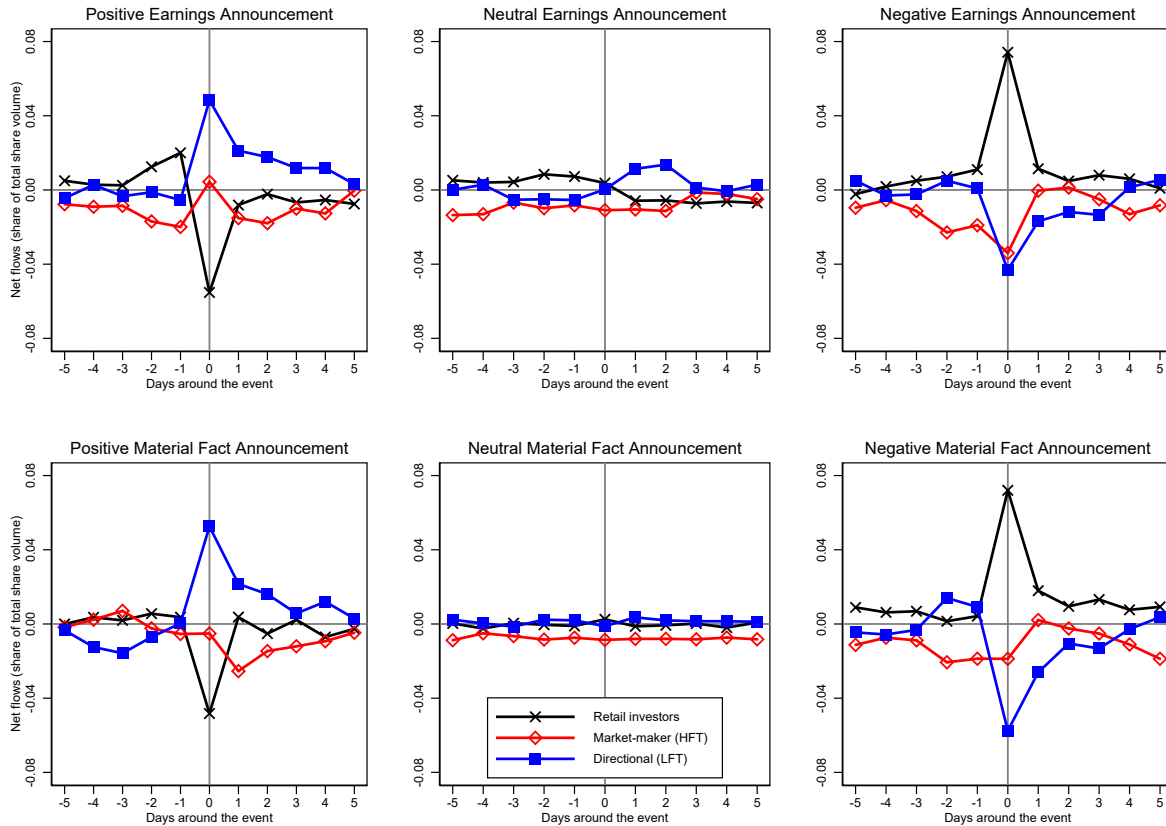 Positive Earnings Announcement
Neutral Earnings Announcement
Negative Earnings Announcement
Net flows (share of total share volume)
0.08
0.04
0.00
-0.04
-0.08
0.08
0.04
0.00
-0.04
-0.08
0.08
0.04
0.00
-0.04
-0.08
-5 -4 -3 -2 -1 0 1 2 3 4 5
-5 -4 -3 -2 -1 0 1 2 3 4 5
-5 -4 -3 -2 -1 0 1 2 3 4 5
Days around the event
Days around the event
Days around the event
Positive Material Fact Announcement
Neutral Material Fact Announcement
Negative Material Fact Announcement
Net flows (share of total share volume)
0.08
0.04
0.00
-0.04
-0.08
0.08
0.04
0.00
-0.04
-0.08
0.08
0.04
0.00
-0.04
-0.08
Retail investors
Market-maker (HFT)
Directional (LFT)
-5 -4 -3 -2 -1 0 1 2 3 4 5
-5 -4 -3 -2 -1 0 1 2 3 4 5
-5 -4 -3 -2 -1 0 1 2 3 4 5
Days around the event
Days around the event
Days around the event